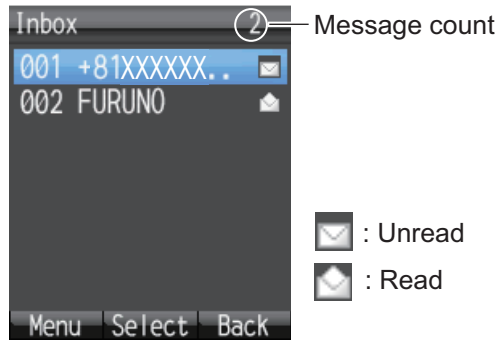 Inbox 2
Message count
001 +81XXXXXX..
002 FURUNO
: Unread
: Read
Menu Select Back